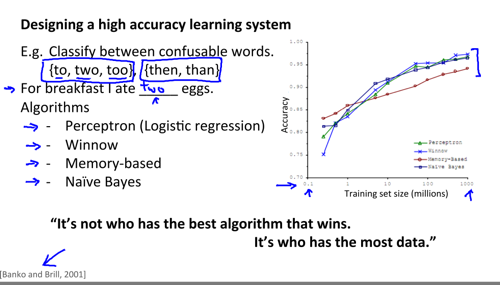 Designing a high accuracy learning system
E.g. Classify between confusable words.
{to, two, too}, {then, than}
For breakfast I ate two eggs.
Algorithms
- Perceptron (Logistic regression)
- Winnow
- Memory-based
- Naïve Bayes
1.00
0.95
0.90
0.85
0.80
0.75
0.70
Accuracy
Perceptron
Winnow
Memory-Based
Naïve Bayes
0.1 1 10 100 1000
Training set size (millions)
“It’s not who has the best algorithm that wins.
It’s who has the most data.”
[Banko and Brill, 2001]